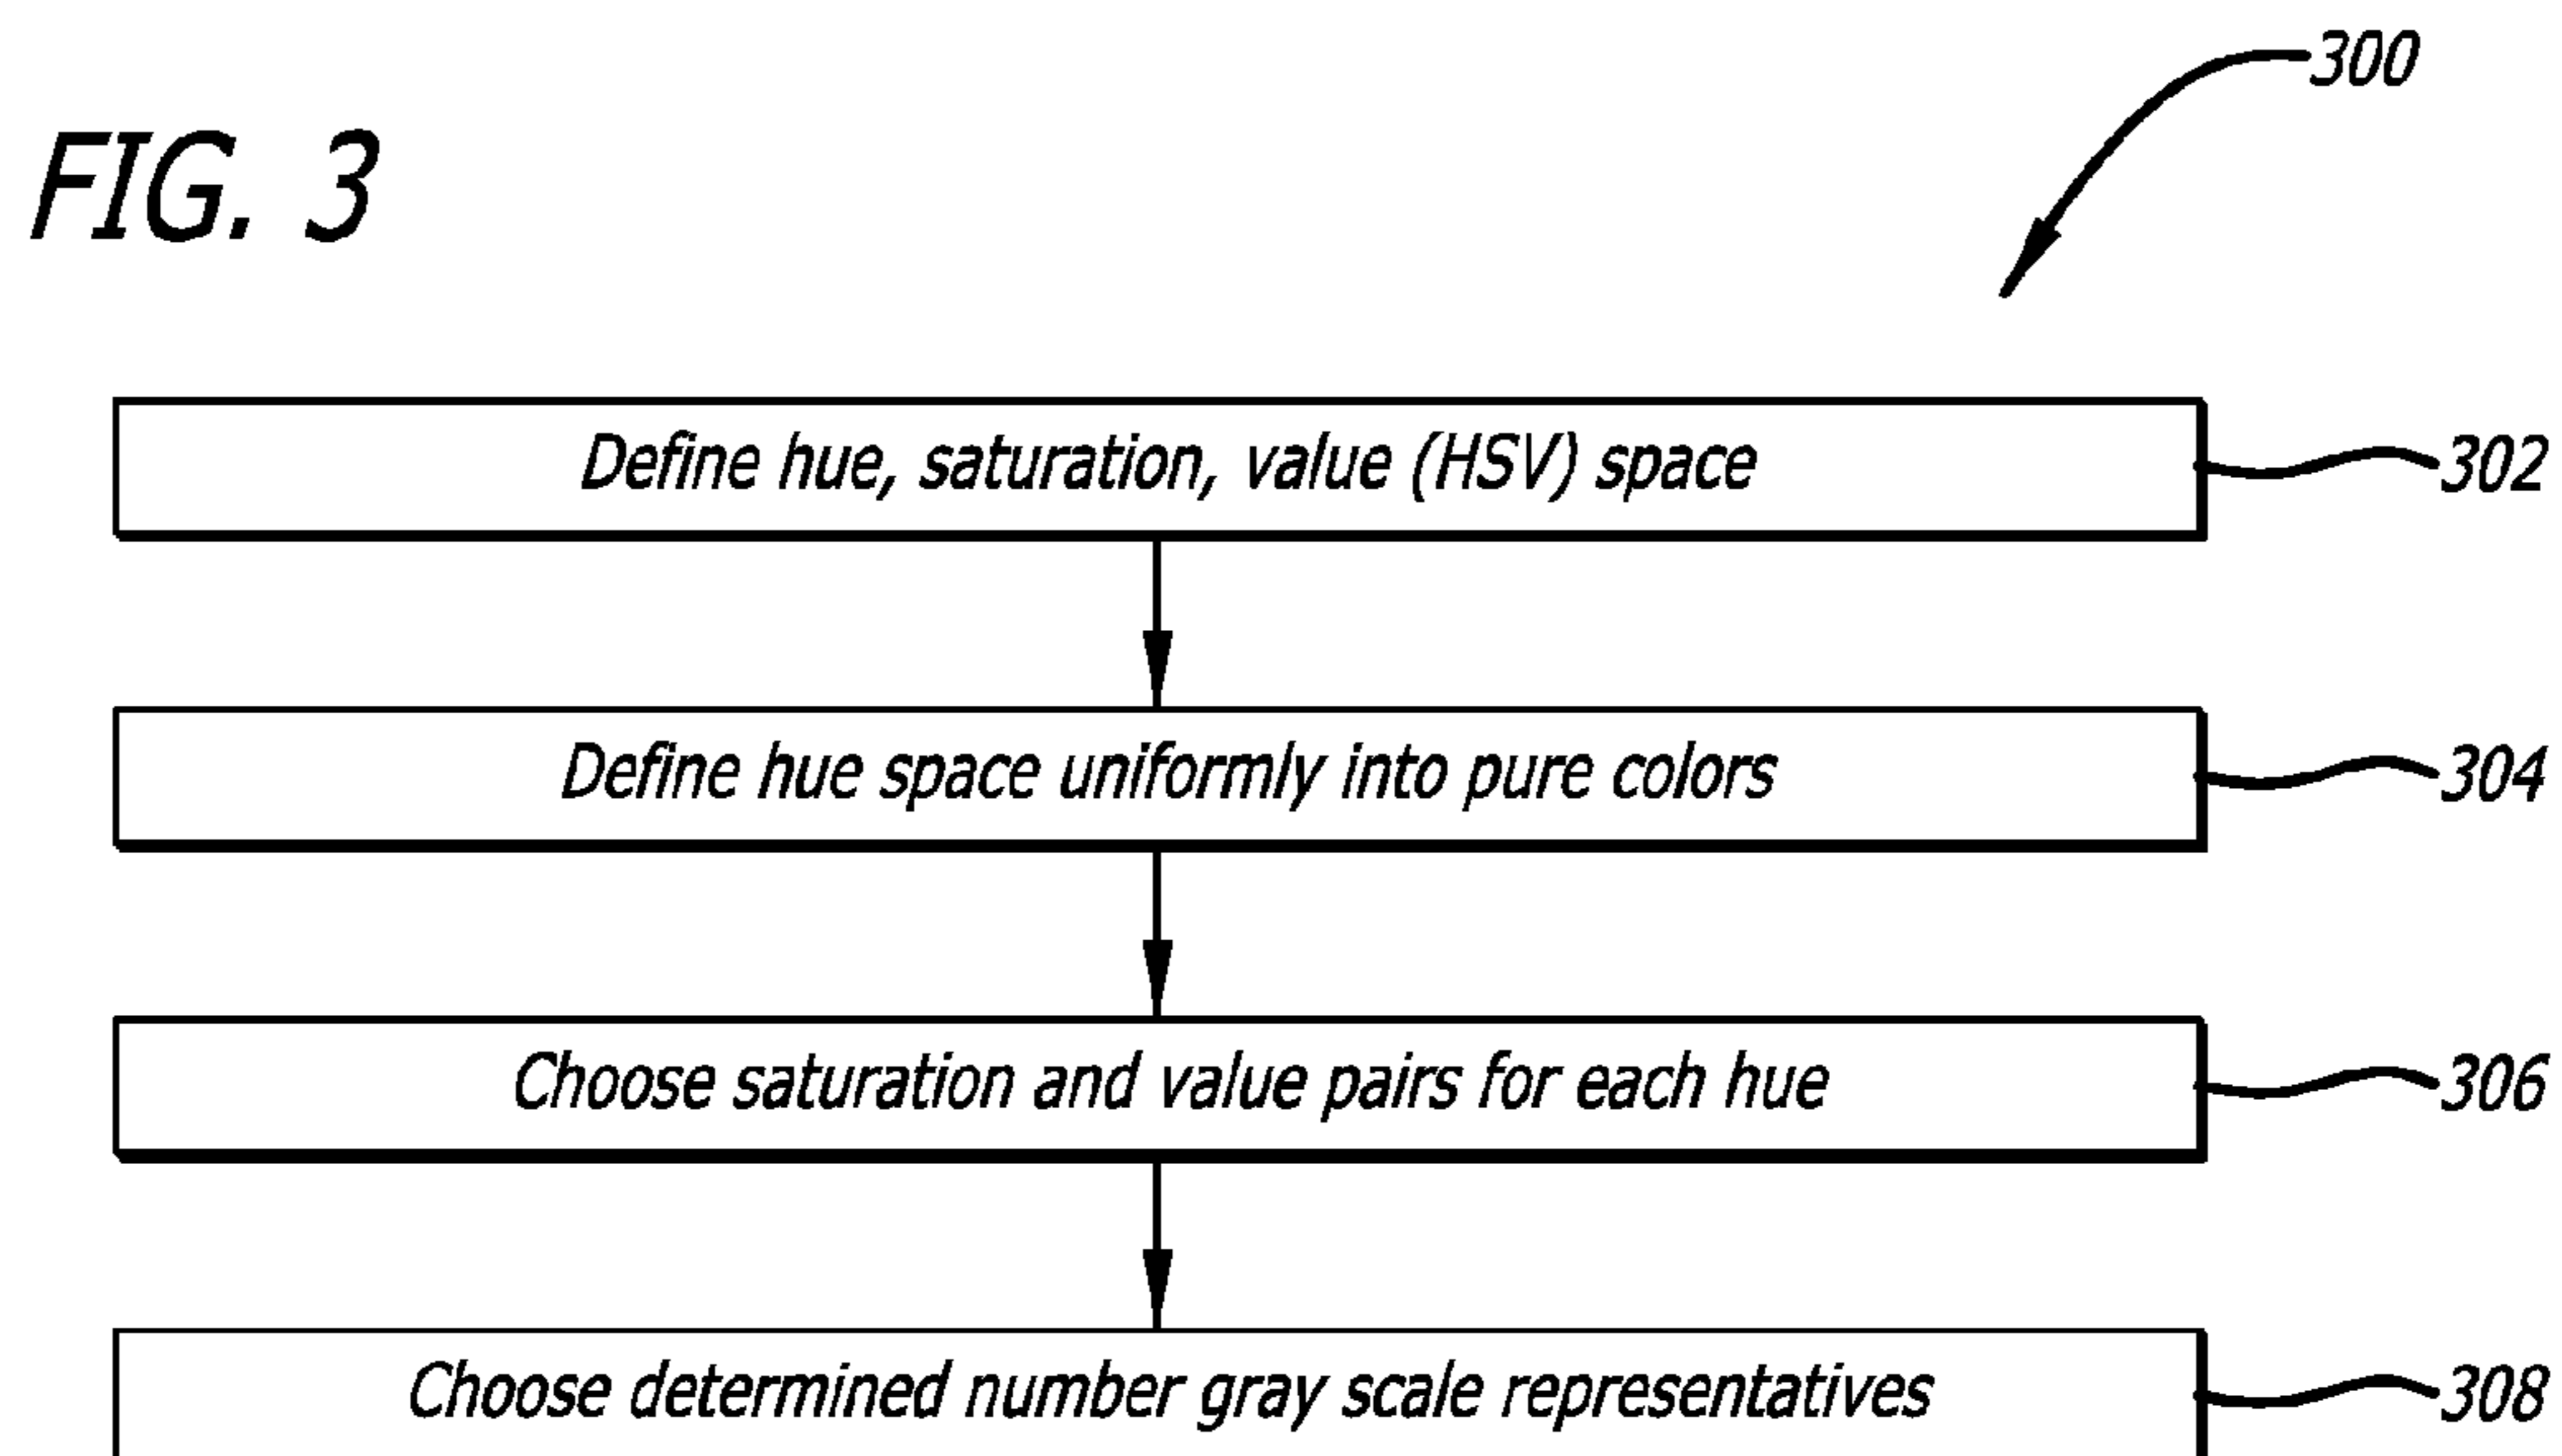 300
FIG. 3
Define hue, saturation, value (HSV) space
302
Define hue space uniformly into pure colors
304
Choose saturation and value pairs for each hue
306
Choose determined number gray scale representatives
308